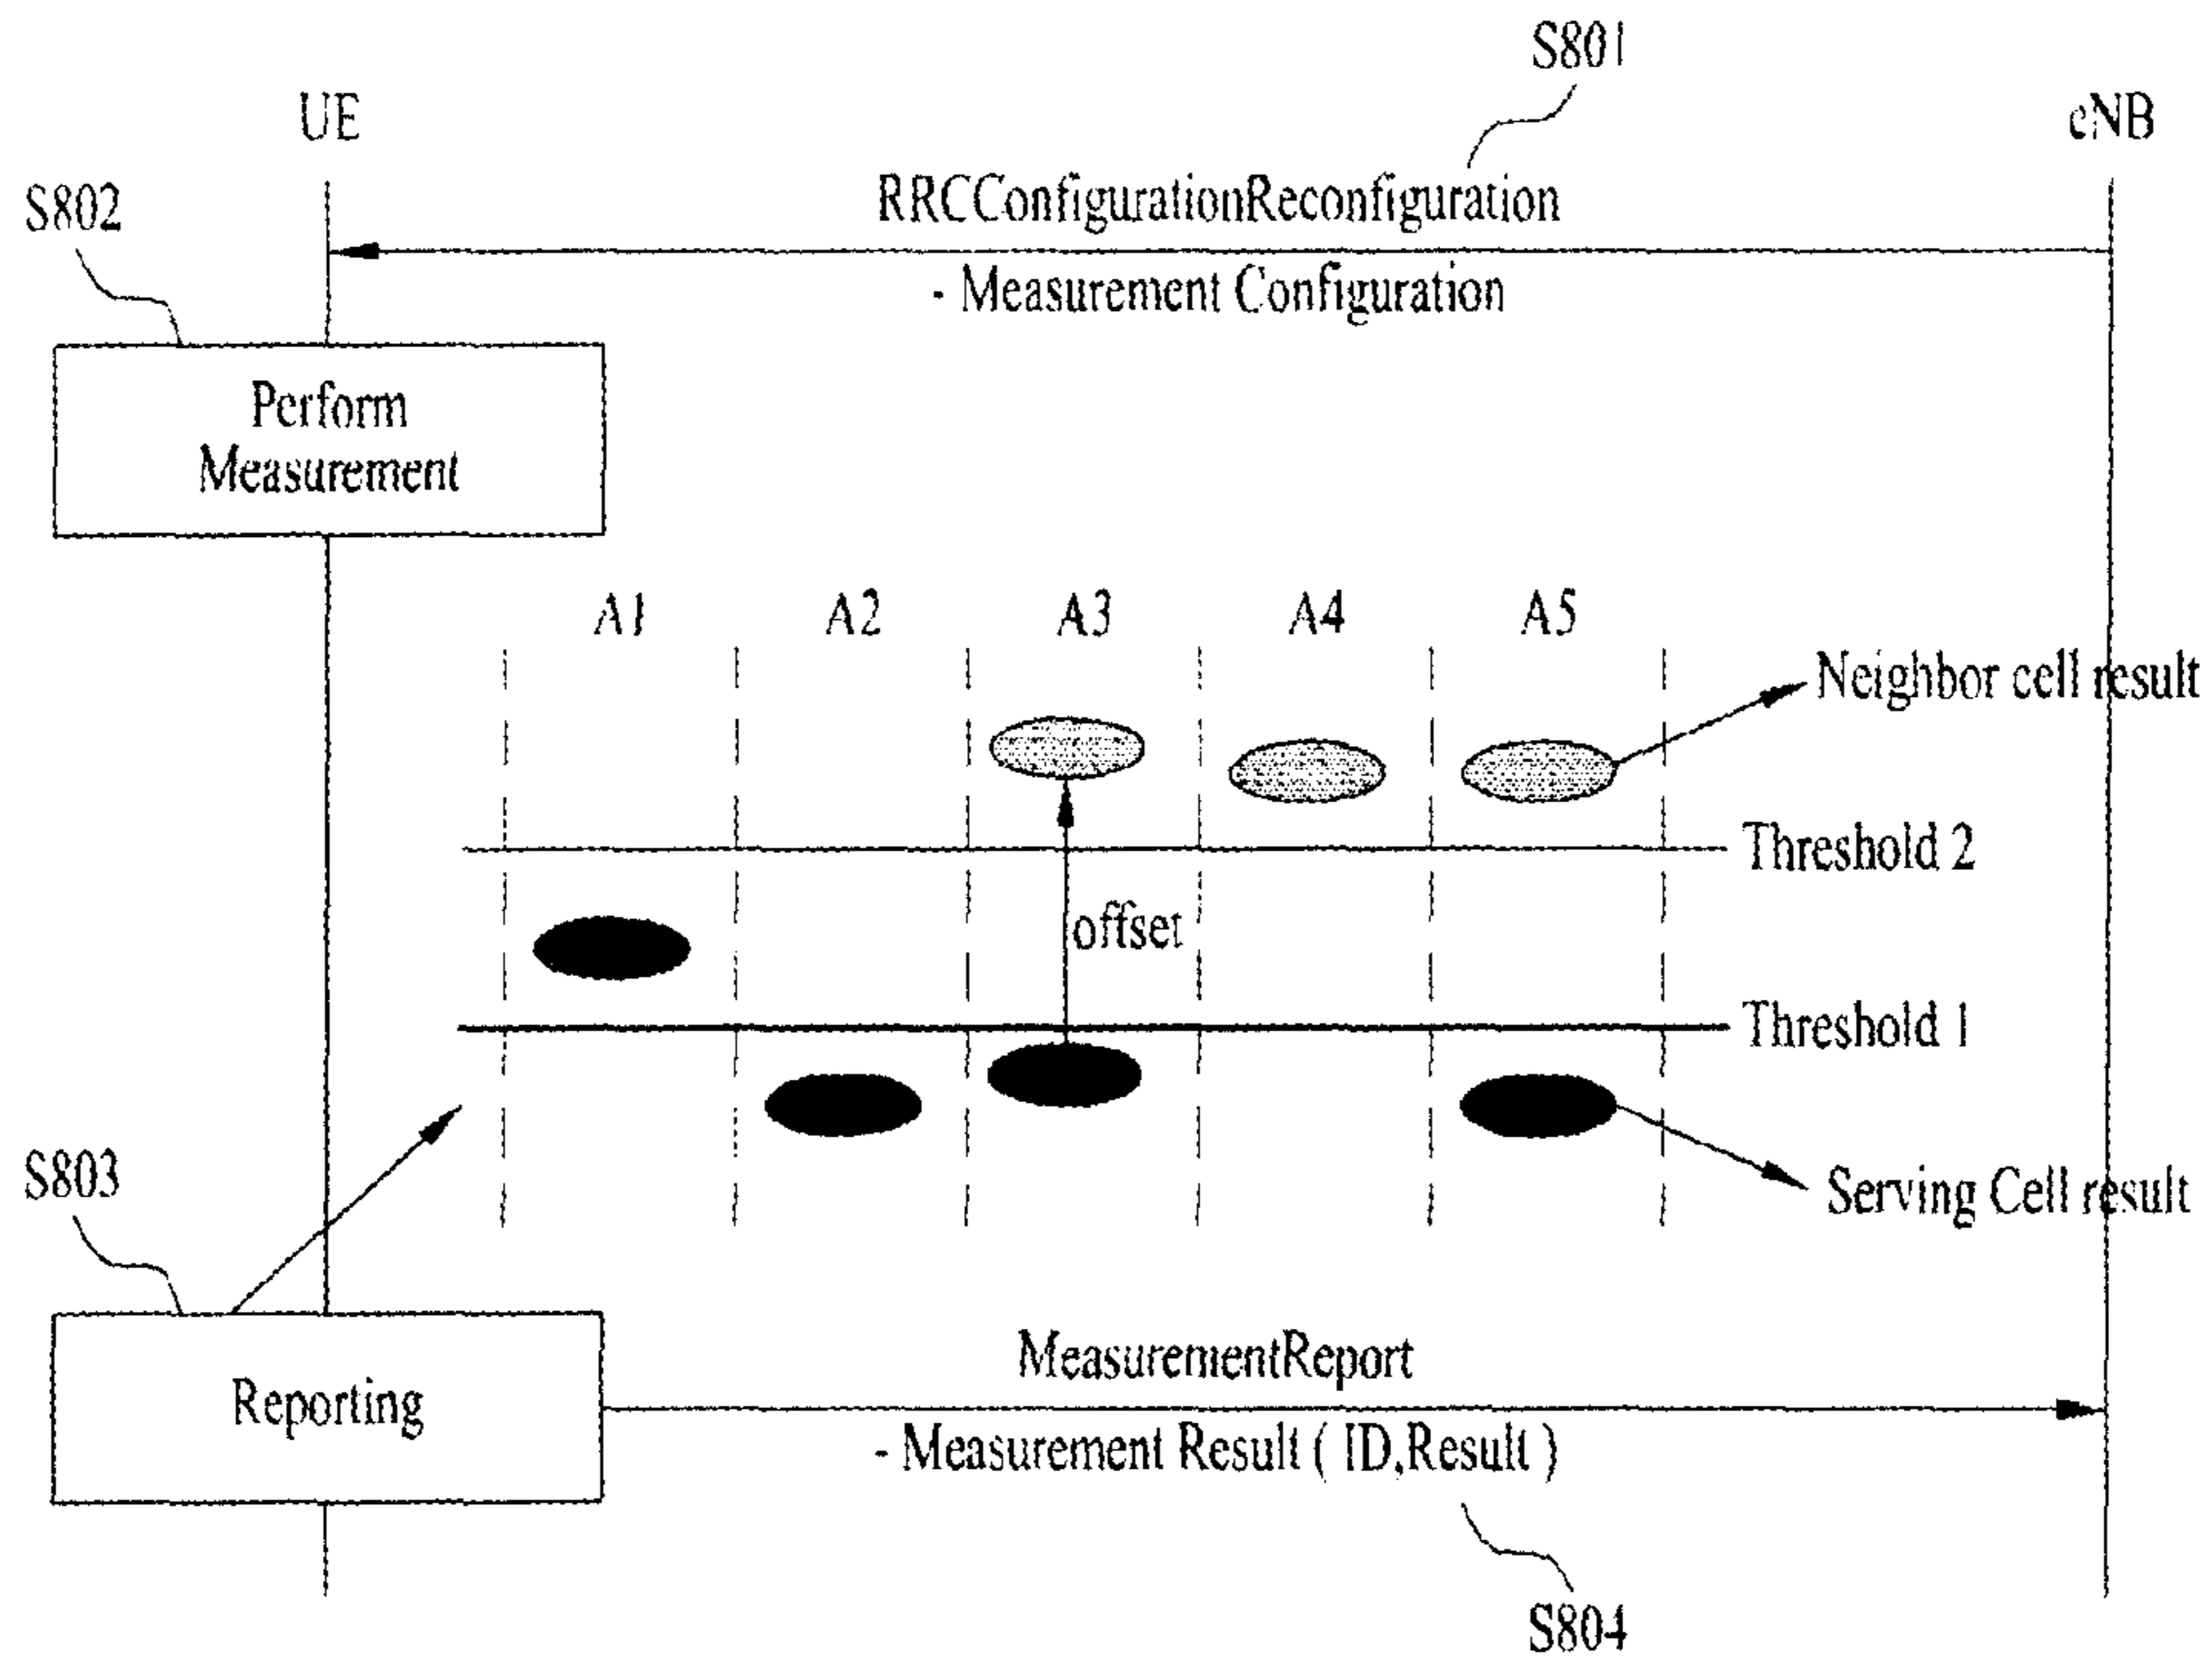 S801
UE
eNB
S802
RRCConfigurationReconfiguration
- Measurement Configuration
Perform
Measurement
A1
A2
A3
A4
A5
Neighbor cell result
Threshold 2
offset
Threshold 1
S803
Serving Cell result
MeasurementReport
Reporting
- Measurement Result ( ID,Result )
S804